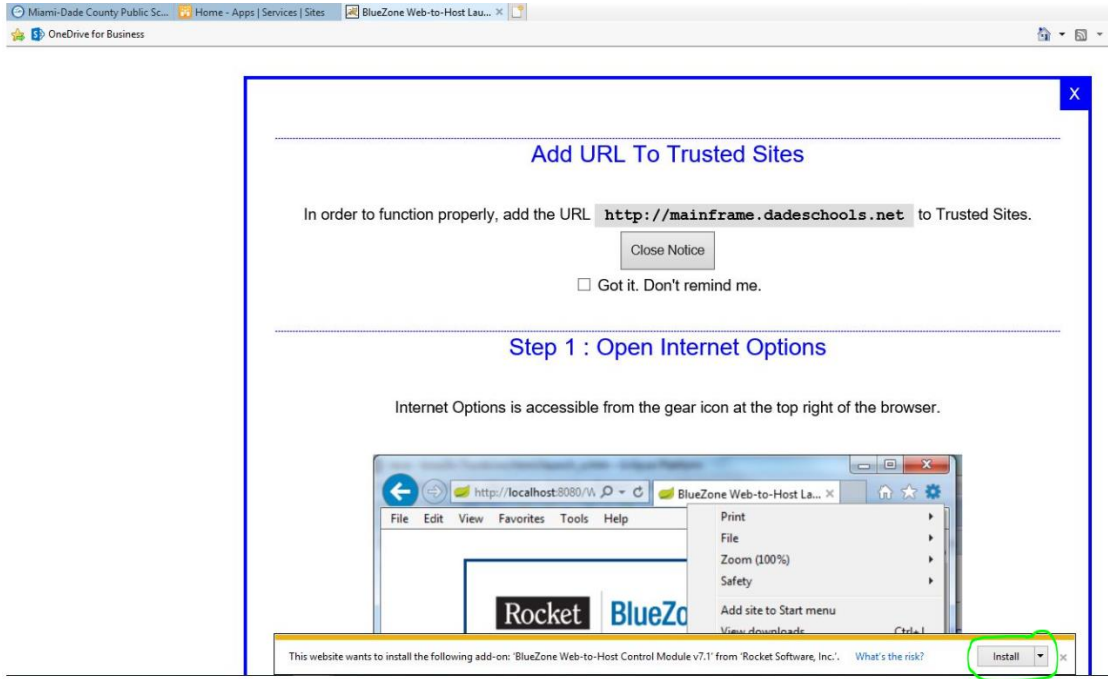 Miami-Dade County Public Sc... Home - Apps | Services | Sites BlueZone Web-to-Host Lau... ×
OneDrive for Business
X
Add URL To Trusted Sites
In order to function properly, add the URL http://mainframe.dadeschools.net to Trusted Sites.
Close Notice
Got it. Don't remind me.
Step 1 : Open Internet Options
Internet Options is accessible from the gear icon at the top right of the browser.
http://localhost:8080/W BlueZone Web-to-Host La... ×
File Edit View Favorites Tools Help
Print
File
Zoom (100%)
Safety
Add site to Start menu
View downloads Ctrl+J
Rocket BlueZo
This website wants to install the following add-on: 'BlueZone Web-to-Host Control Module v7.1' from 'Rocket Software, Inc.'. What's the risk? Install ×